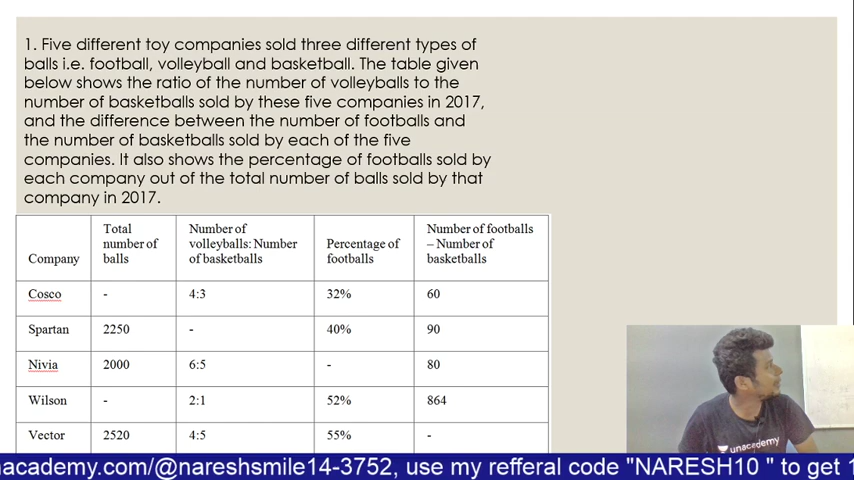 1. Five different toy companies sold three different types of
balls i.e. football, volleyball and basketball. The table given
below shows the ratio of the number of volleyballs to the
number of basketballs sold by these five companies in 2017,
and the difference between the number of footballs and
the number of basketballs sold by each of the five
companies. It also shows the percentage of footballs sold by
each company out of the total number of balls sold by that
company in 2017.
Company | Total number of balls | Number of volleyballs: Number of basketballs | Percentage of footballs | Number of footballs – Number of basketballs
Cosco | - | 4:3 | 32% | 60
Spartan | 2250 | - | 40% | 90
Nivia | 2000 | 6:5 | - | 80
Wilson | - | 2:1 | 52% | 864
Vector | 2520 | 4:5 | 55% | -
unacademy
nacademy.com/@nareshsmile14-3752, use my refferal code "NARESH10 " to get 1